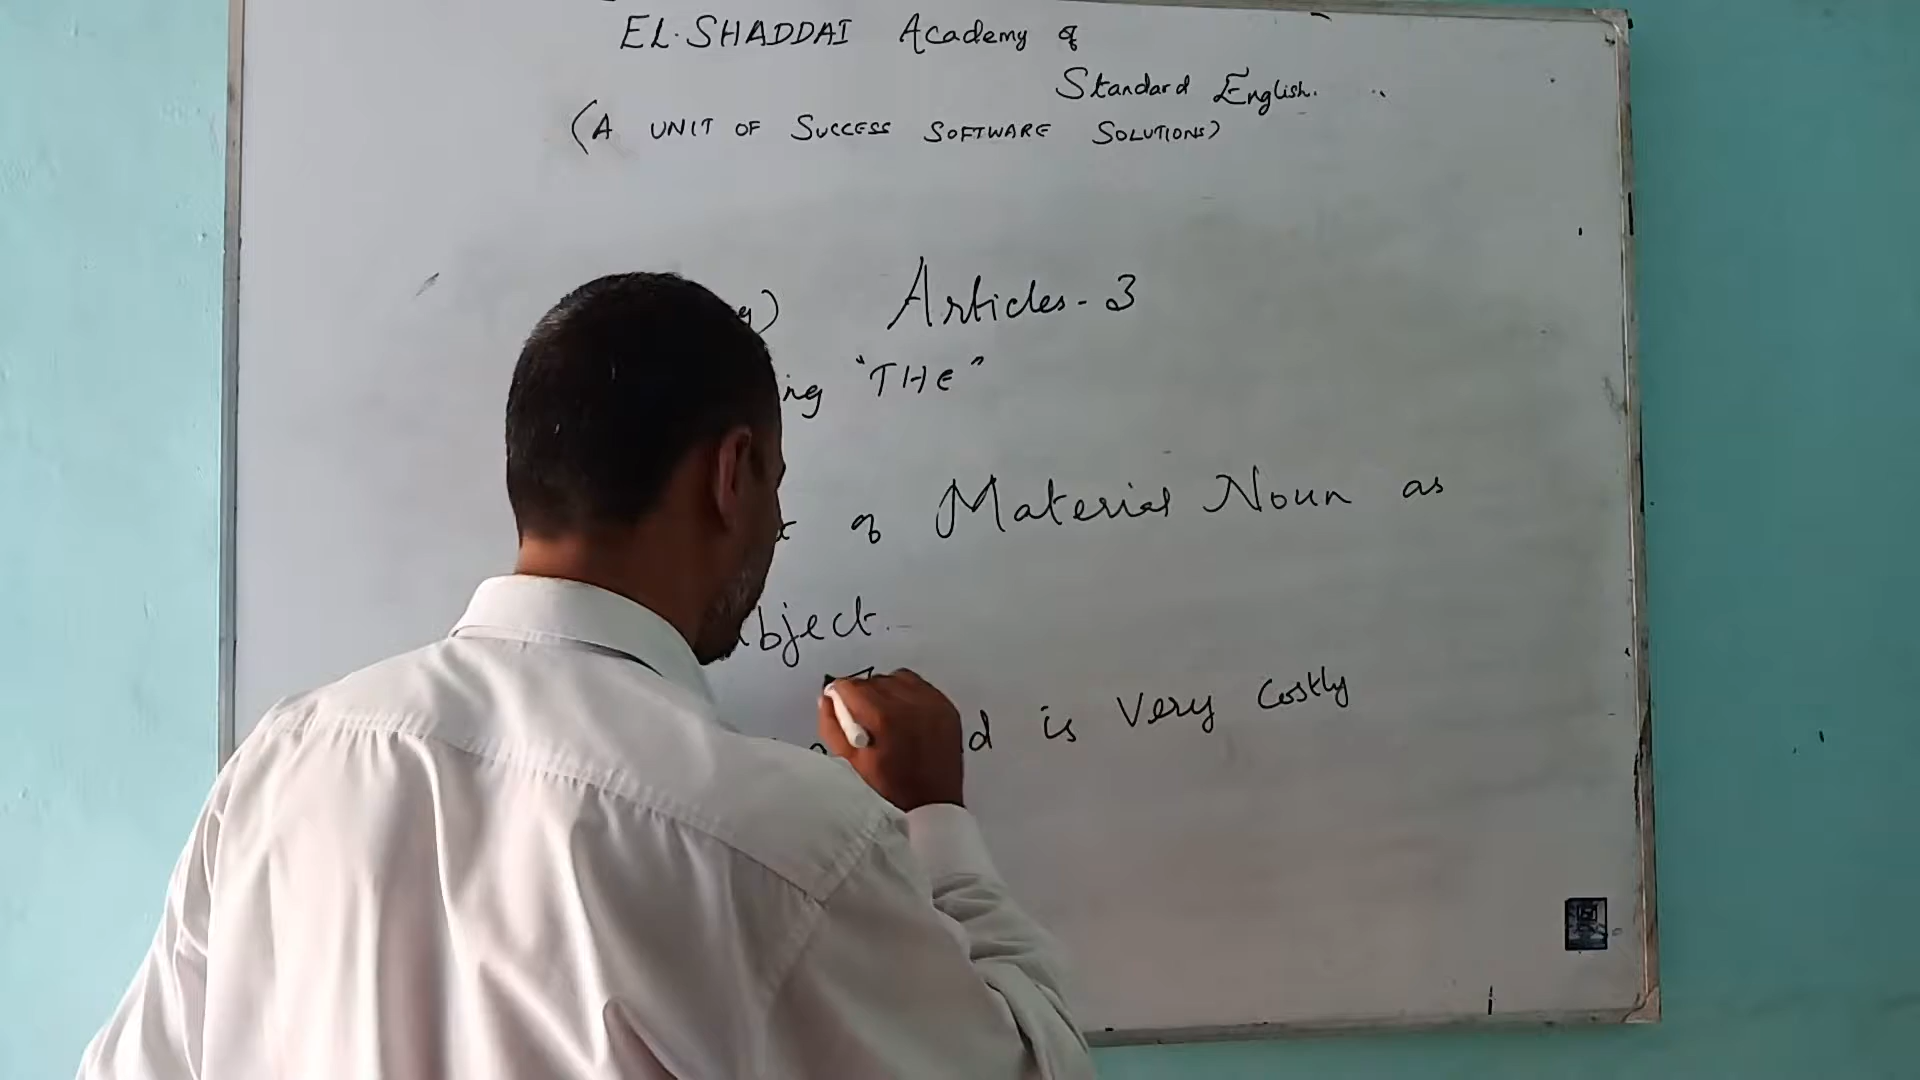 EL-SHADDAI Academy of
Standard English.
(A UNIT OF SUCCESS SOFTWARE SOLUTIONS)
Articles-3
"THE"
of Material Noun as
is Very Costly